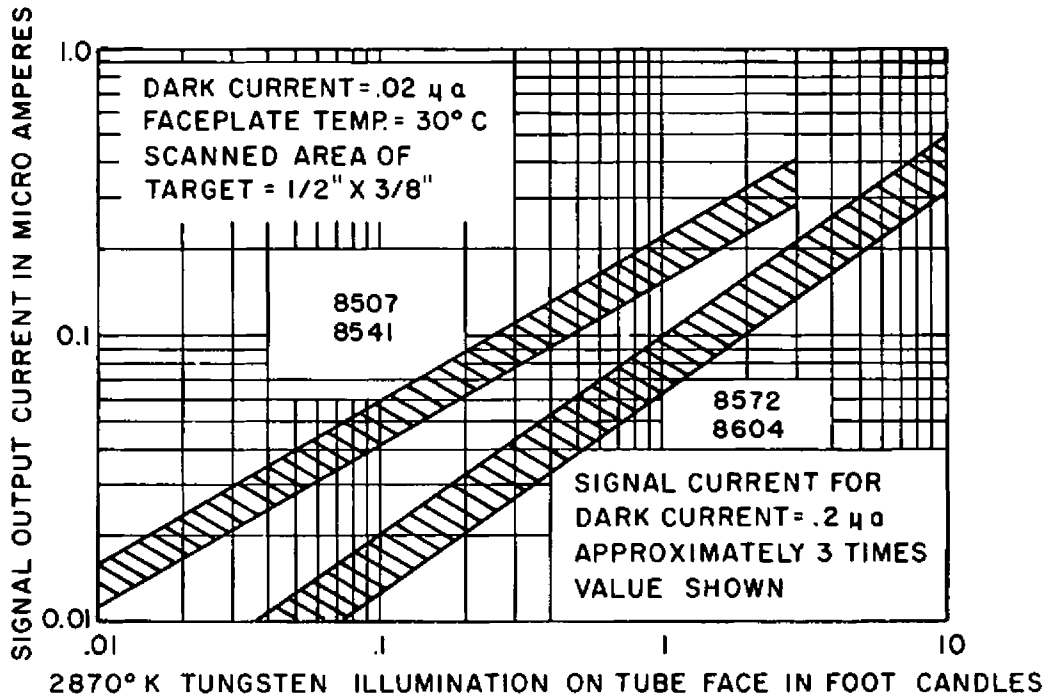 SIGNAL OUTPUT CURRENT IN MICRO AMPERES
1.0
0.1
0.01
DARK CURRENT = .02 µa
FACEPLATE TEMP. = 30° C
SCANNED AREA OF
TARGET = 1/2" X 3/8"
8507
8541
8572
8604
SIGNAL CURRENT FOR
DARK CURRENT = .2 µa
APPROXIMATELY 3 TIMES
VALUE SHOWN
.01
.1
1
10
2870° K TUNGSTEN ILLUMINATION ON TUBE FACE IN FOOT CANDLES